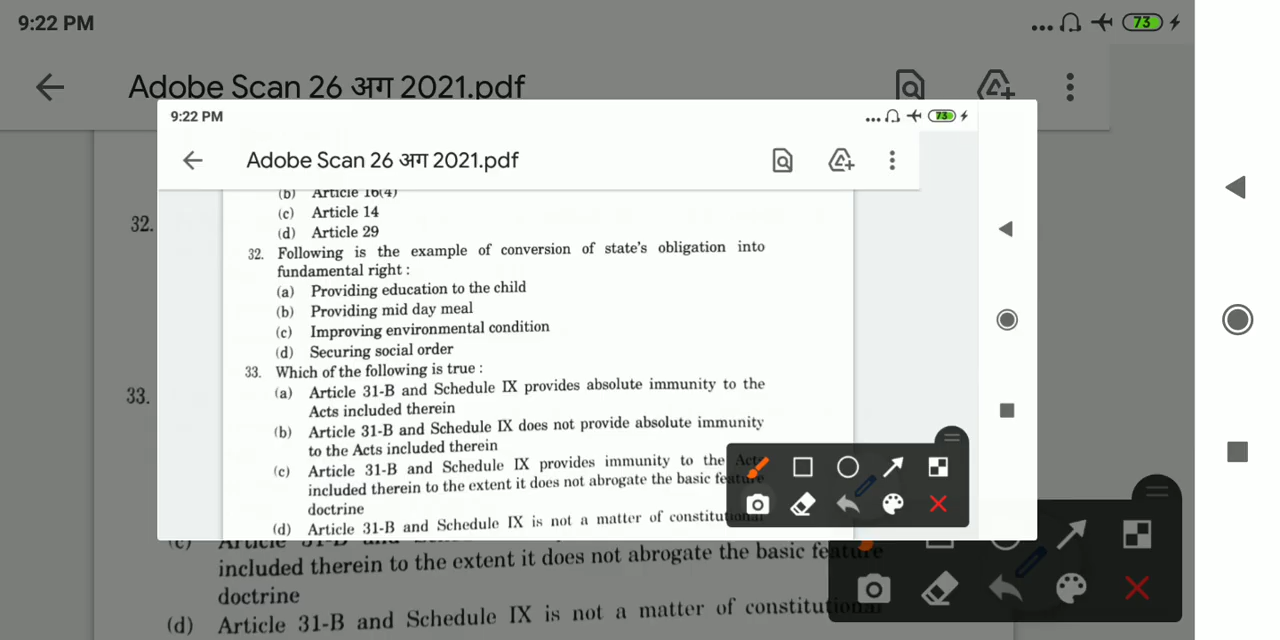 9:22 PM
73
Adobe Scan 26 अग 2021.pdf
32.
33.
9:22 PM
73
Adobe Scan 26 अग 2021.pdf
(b) Article 16(4)
(c) Article 14
(d) Article 29
32. Following is the example of conversion of state's obligation into
fundamental right :
(a) Providing education to the child
(b) Providing mid day meal
(c) Improving environmental condition
(d) Securing social order
33. Which of the following is true :
(a) Article 31-B and Schedule IX provides absolute immunity to the
Acts included therein
(b) Article 31-B and Schedule IX does not provide absolute immunity
to the Acts included therein
(c) Article 31-B and Schedule IX provides immunity to the Acts
included therein to the extent it does not abrogate the basic feature
doctrine
(d) Article 31-B and Schedule IX is not a matter of constitutional
(c) Article 31-B and
included therein to the extent it does not abrogate the basic feature
doctrine
(d) Article 31-B and Schedule IX is not a matter of constitutional